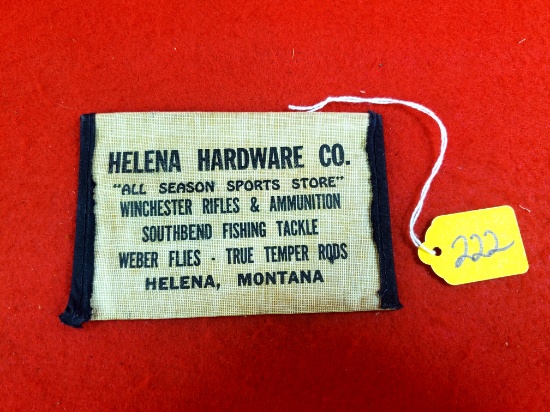 HELENA HARDWARE CO.
"ALL SEASON SPORTS STORE"
WINCHESTER RIFLES & AMMUNITION
SOUTHBEND FISHING TACKLE
WEBER FLIES - TRUE TEMPER RODS
HELENA, MONTANA
222